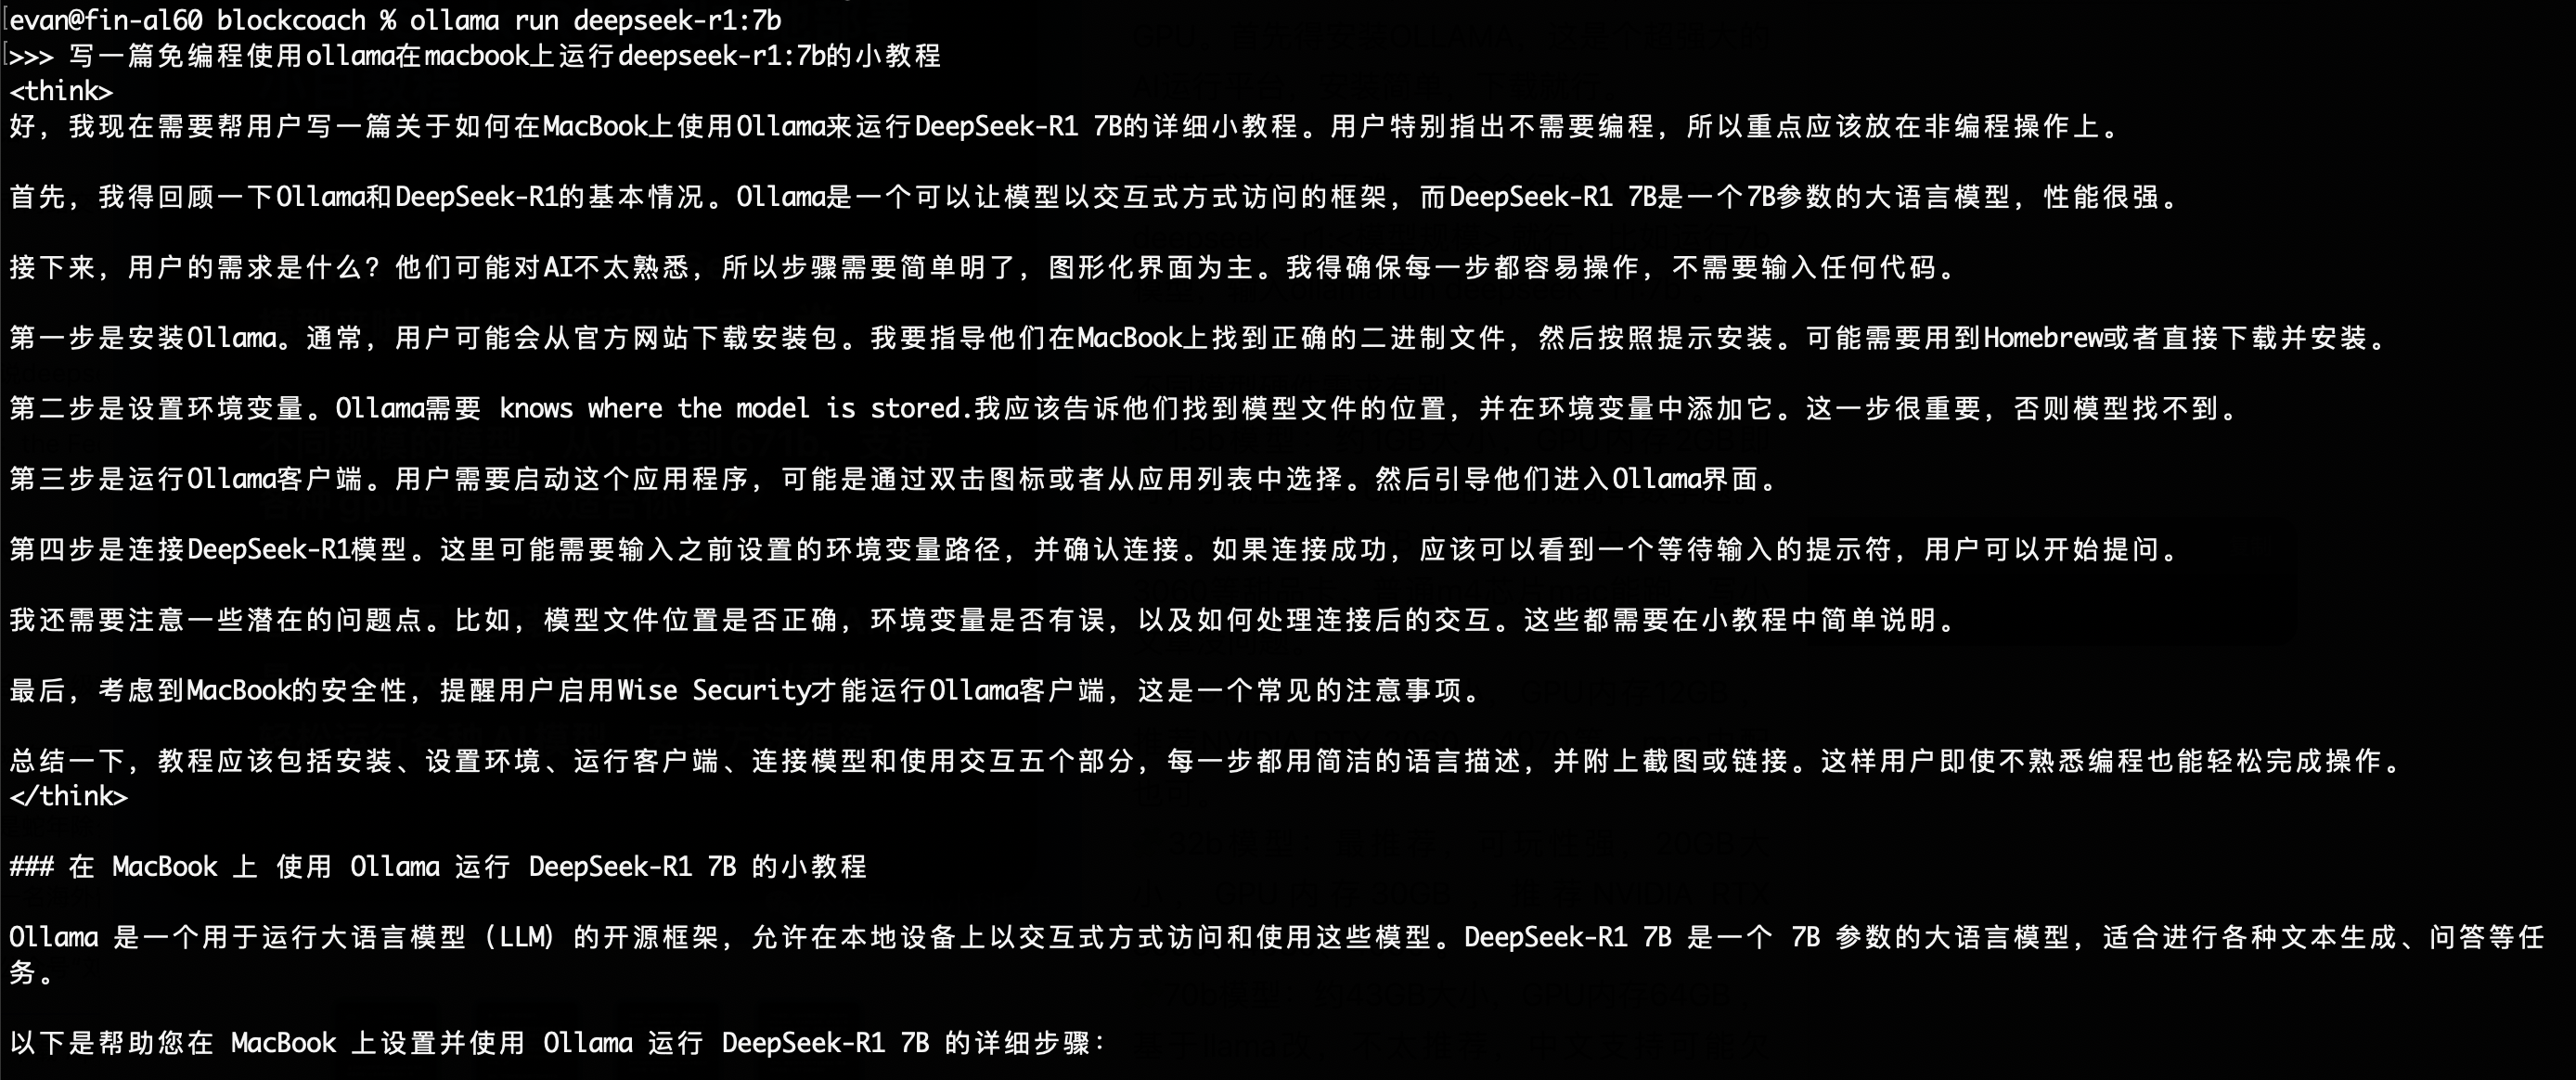 evan@fin-al60 blockcoach % ollama run deepseek-r1:7b
>>> 写一篇免编程使用ollama在macbook上运行deepseek-r1:7b的小教程
<think>
好，我现在需要帮用户写一篇关于如何在MacBook上使用Ollama来运行DeepSeek-R1 7B的详细小教程。用户特别指出不需要编程，所以重点应该放在非编程操作上。
首先，我得回顾一下Ollama和DeepSeek-R1的基本情况。Ollama是一个可以让模型以交互式方式访问的框架，而DeepSeek-R1 7B是一个7B参数的大语言模型，性能很强。
接下来，用户的需求是什么？他们可能对AI不太熟悉，所以步骤需要简单明了，图形化界面为主。我得确保每一步都容易操作，不需要输入任何代码。
第一步是安装Ollama。通常，用户可能会从官方网站下载安装包。我要指导他们在MacBook上找到正确的二进制文件，然后按照提示安装。可能需要用到Homebrew或者直接下载并安装。
第二步是设置环境变量。Ollama需要 knows where the model is stored.我应该告诉他们找到模型文件的位置，并在环境变量中添加它。这一步很重要，否则模型找不到。
第三步是运行Ollama客户端。用户需要启动这个应用程序，可能是通过双击图标或者从应用列表中选择。然后引导他们进入Ollama界面。
第四步是连接DeepSeek-R1模型。这里可能需要输入之前设置的环境变量路径，并确认连接。如果连接成功，应该可以看到一个等待输入的提示符，用户可以开始提问。
我还需要注意一些潜在的问题点。比如，模型文件位置是否正确，环境变量是否有误，以及如何处理连接后的交互。这些都需要在小教程中简单说明。
最后，考虑到MacBook的安全性，提醒用户启用Wise Security才能运行Ollama客户端，这是一个常见的注意事项。
总结一下，教程应该包括安装、设置环境、运行客户端、连接模型和使用交互五个部分，每一步都用简洁的语言描述，并附上截图或链接。这样用户即使不熟悉编程也能轻松完成操作。
</think>
### 在 MacBook 上 使用 Ollama 运行 DeepSeek-R1 7B 的小教程
Ollama 是一个用于运行大语言模型（LLM）的开源框架，允许在本地设备上以交互式方式访问和使用这些模型。DeepSeek-R1 7B 是一个 7B 参数的大语言模型，适合进行各种文本生成、问答等任
务。
以下是帮助您在 MacBook 上设置并使用 Ollama 运行 DeepSeek-R1 7B 的详细步骤：